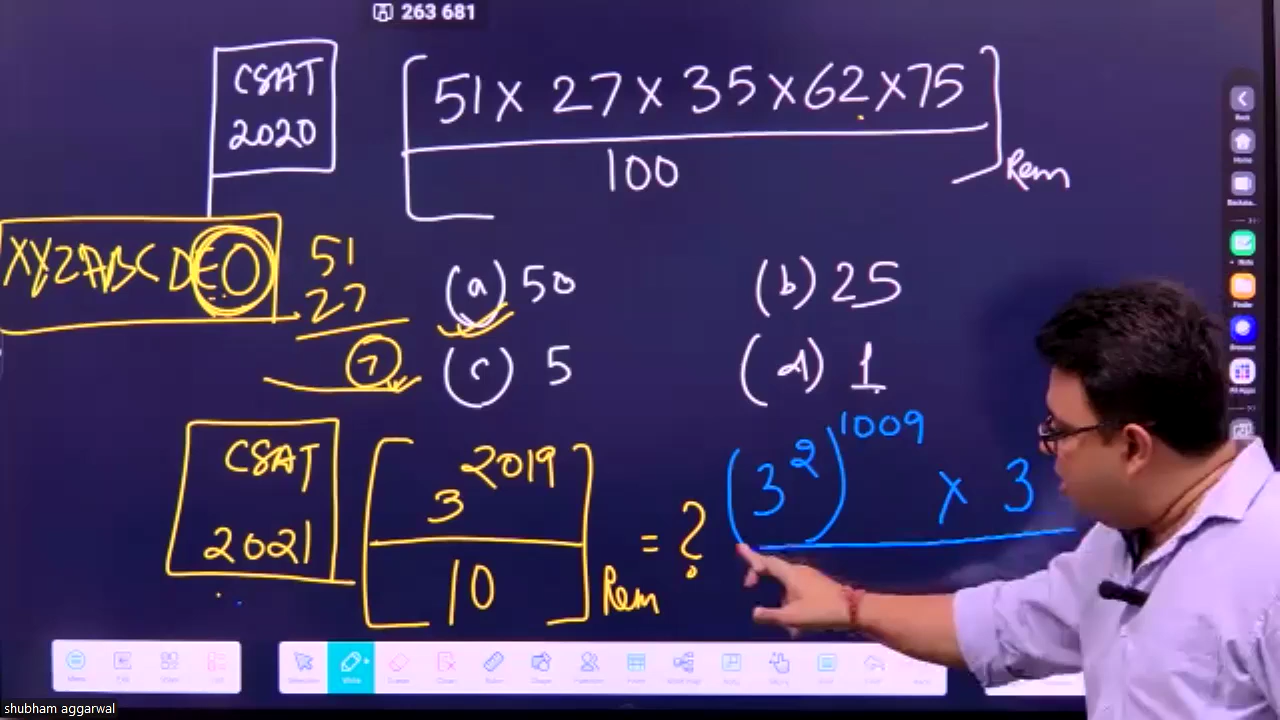 263 681
CSAT
2020
51 x 27 x 35 x 62 x 75
100
Rem
XYZABCDE0
51
27
7
(a) 50
(b) 25
(c) 5
(d) 1
CSAT
2021
3^2019
10
Rem
= ?
(3^2)^1009 x 3
shubham aggarwal